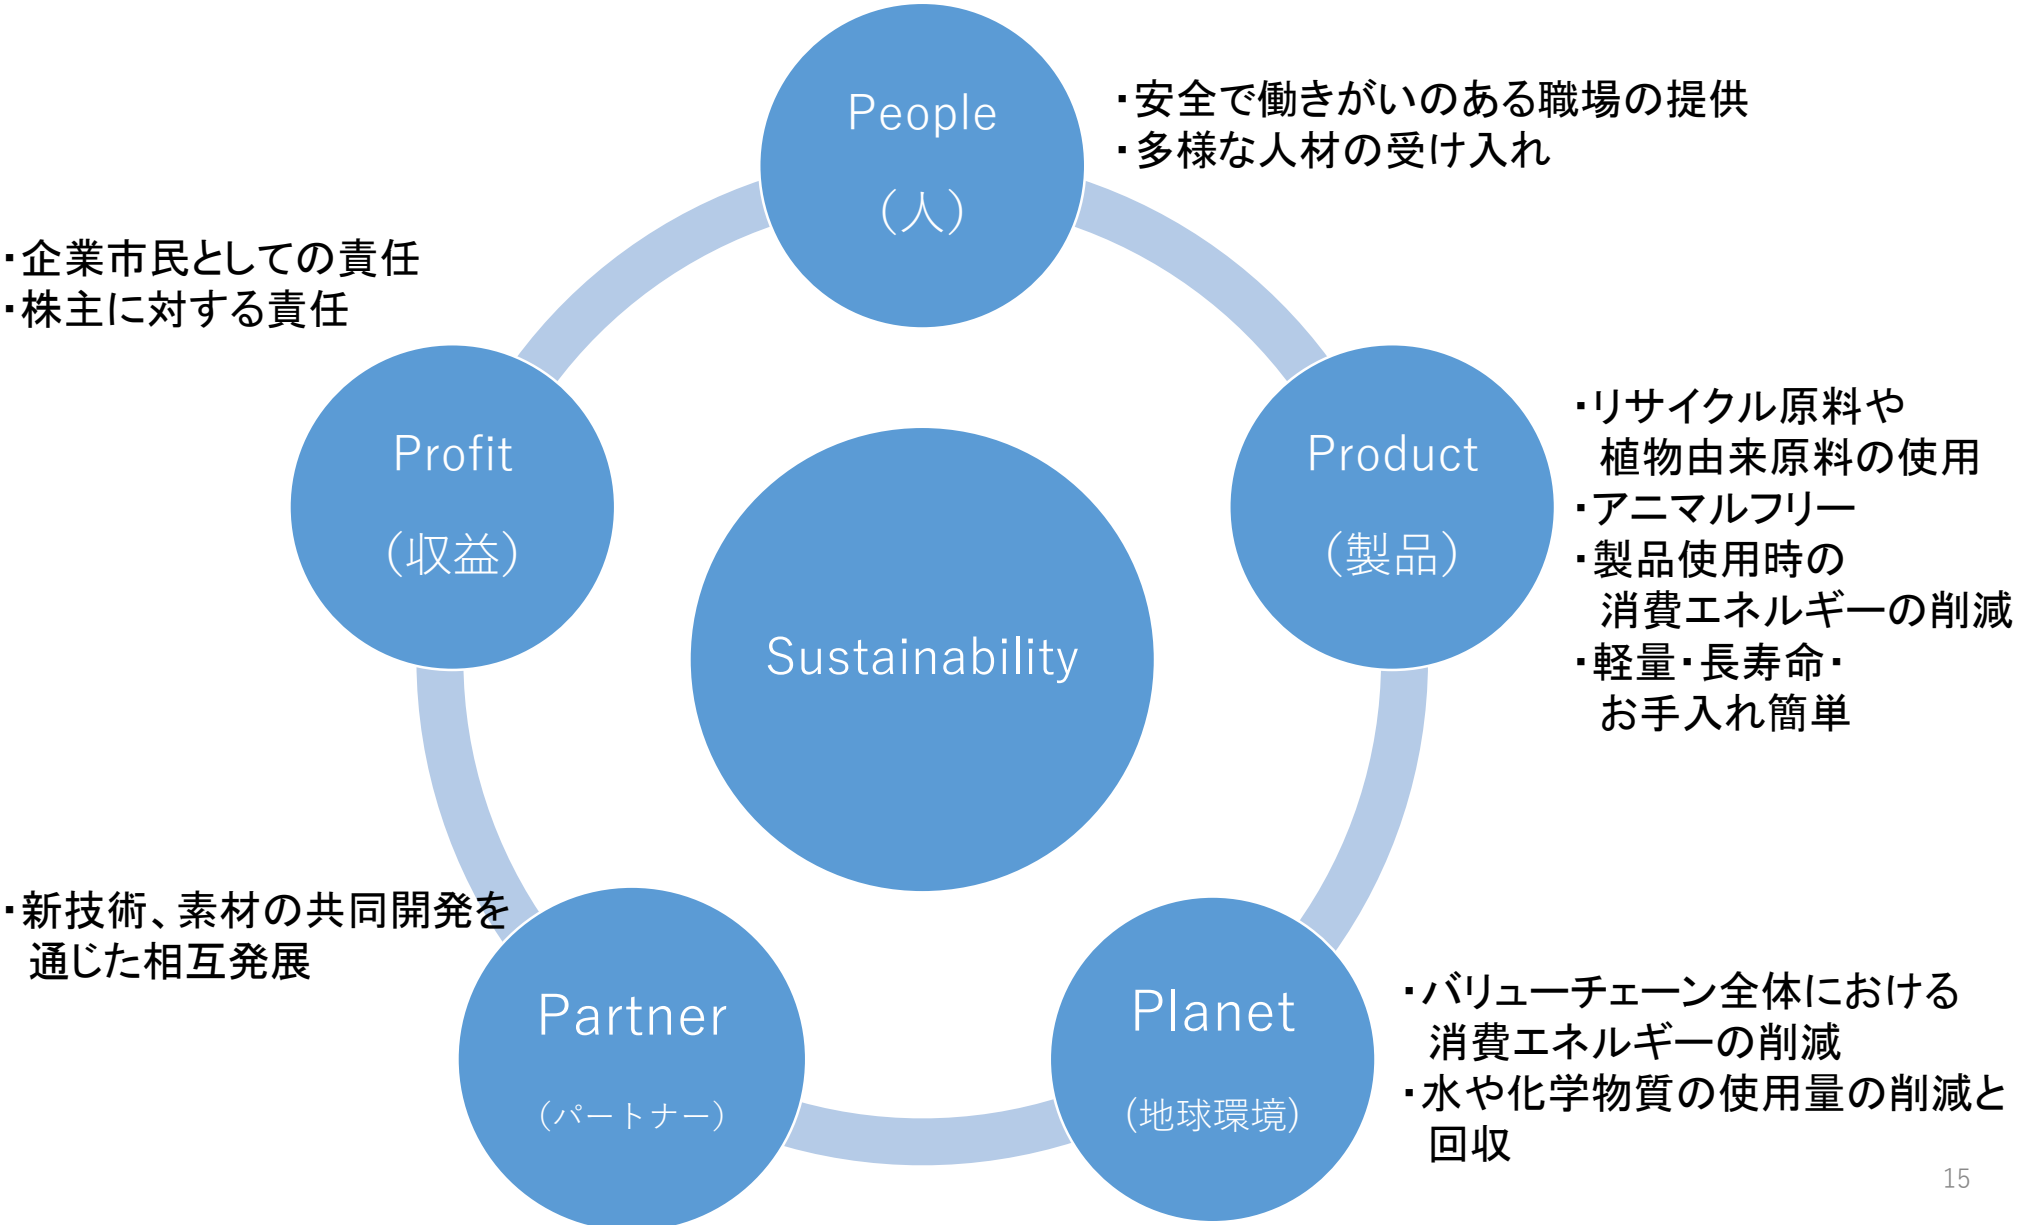 People
（人）
・安全で働きがいのある職場の提供
・多様な人材の受け入れ
・企業市民としての責任
・株主に対する責任
Profit
（収益）
Product
（製品）
・リサイクル原料や
植物由来原料の使用
・アニマルフリー
・製品使用時の
消費エネルギーの削減
・軽量・長寿命・
お手入れ簡単
Sustainability
・新技術、素材の共同開発を
通じた相互発展
Partner
（パートナー）
Planet
（地球環境）
・バリューチェーン全体における
消費エネルギーの削減
・水や化学物質の使用量の削減と
回収
15